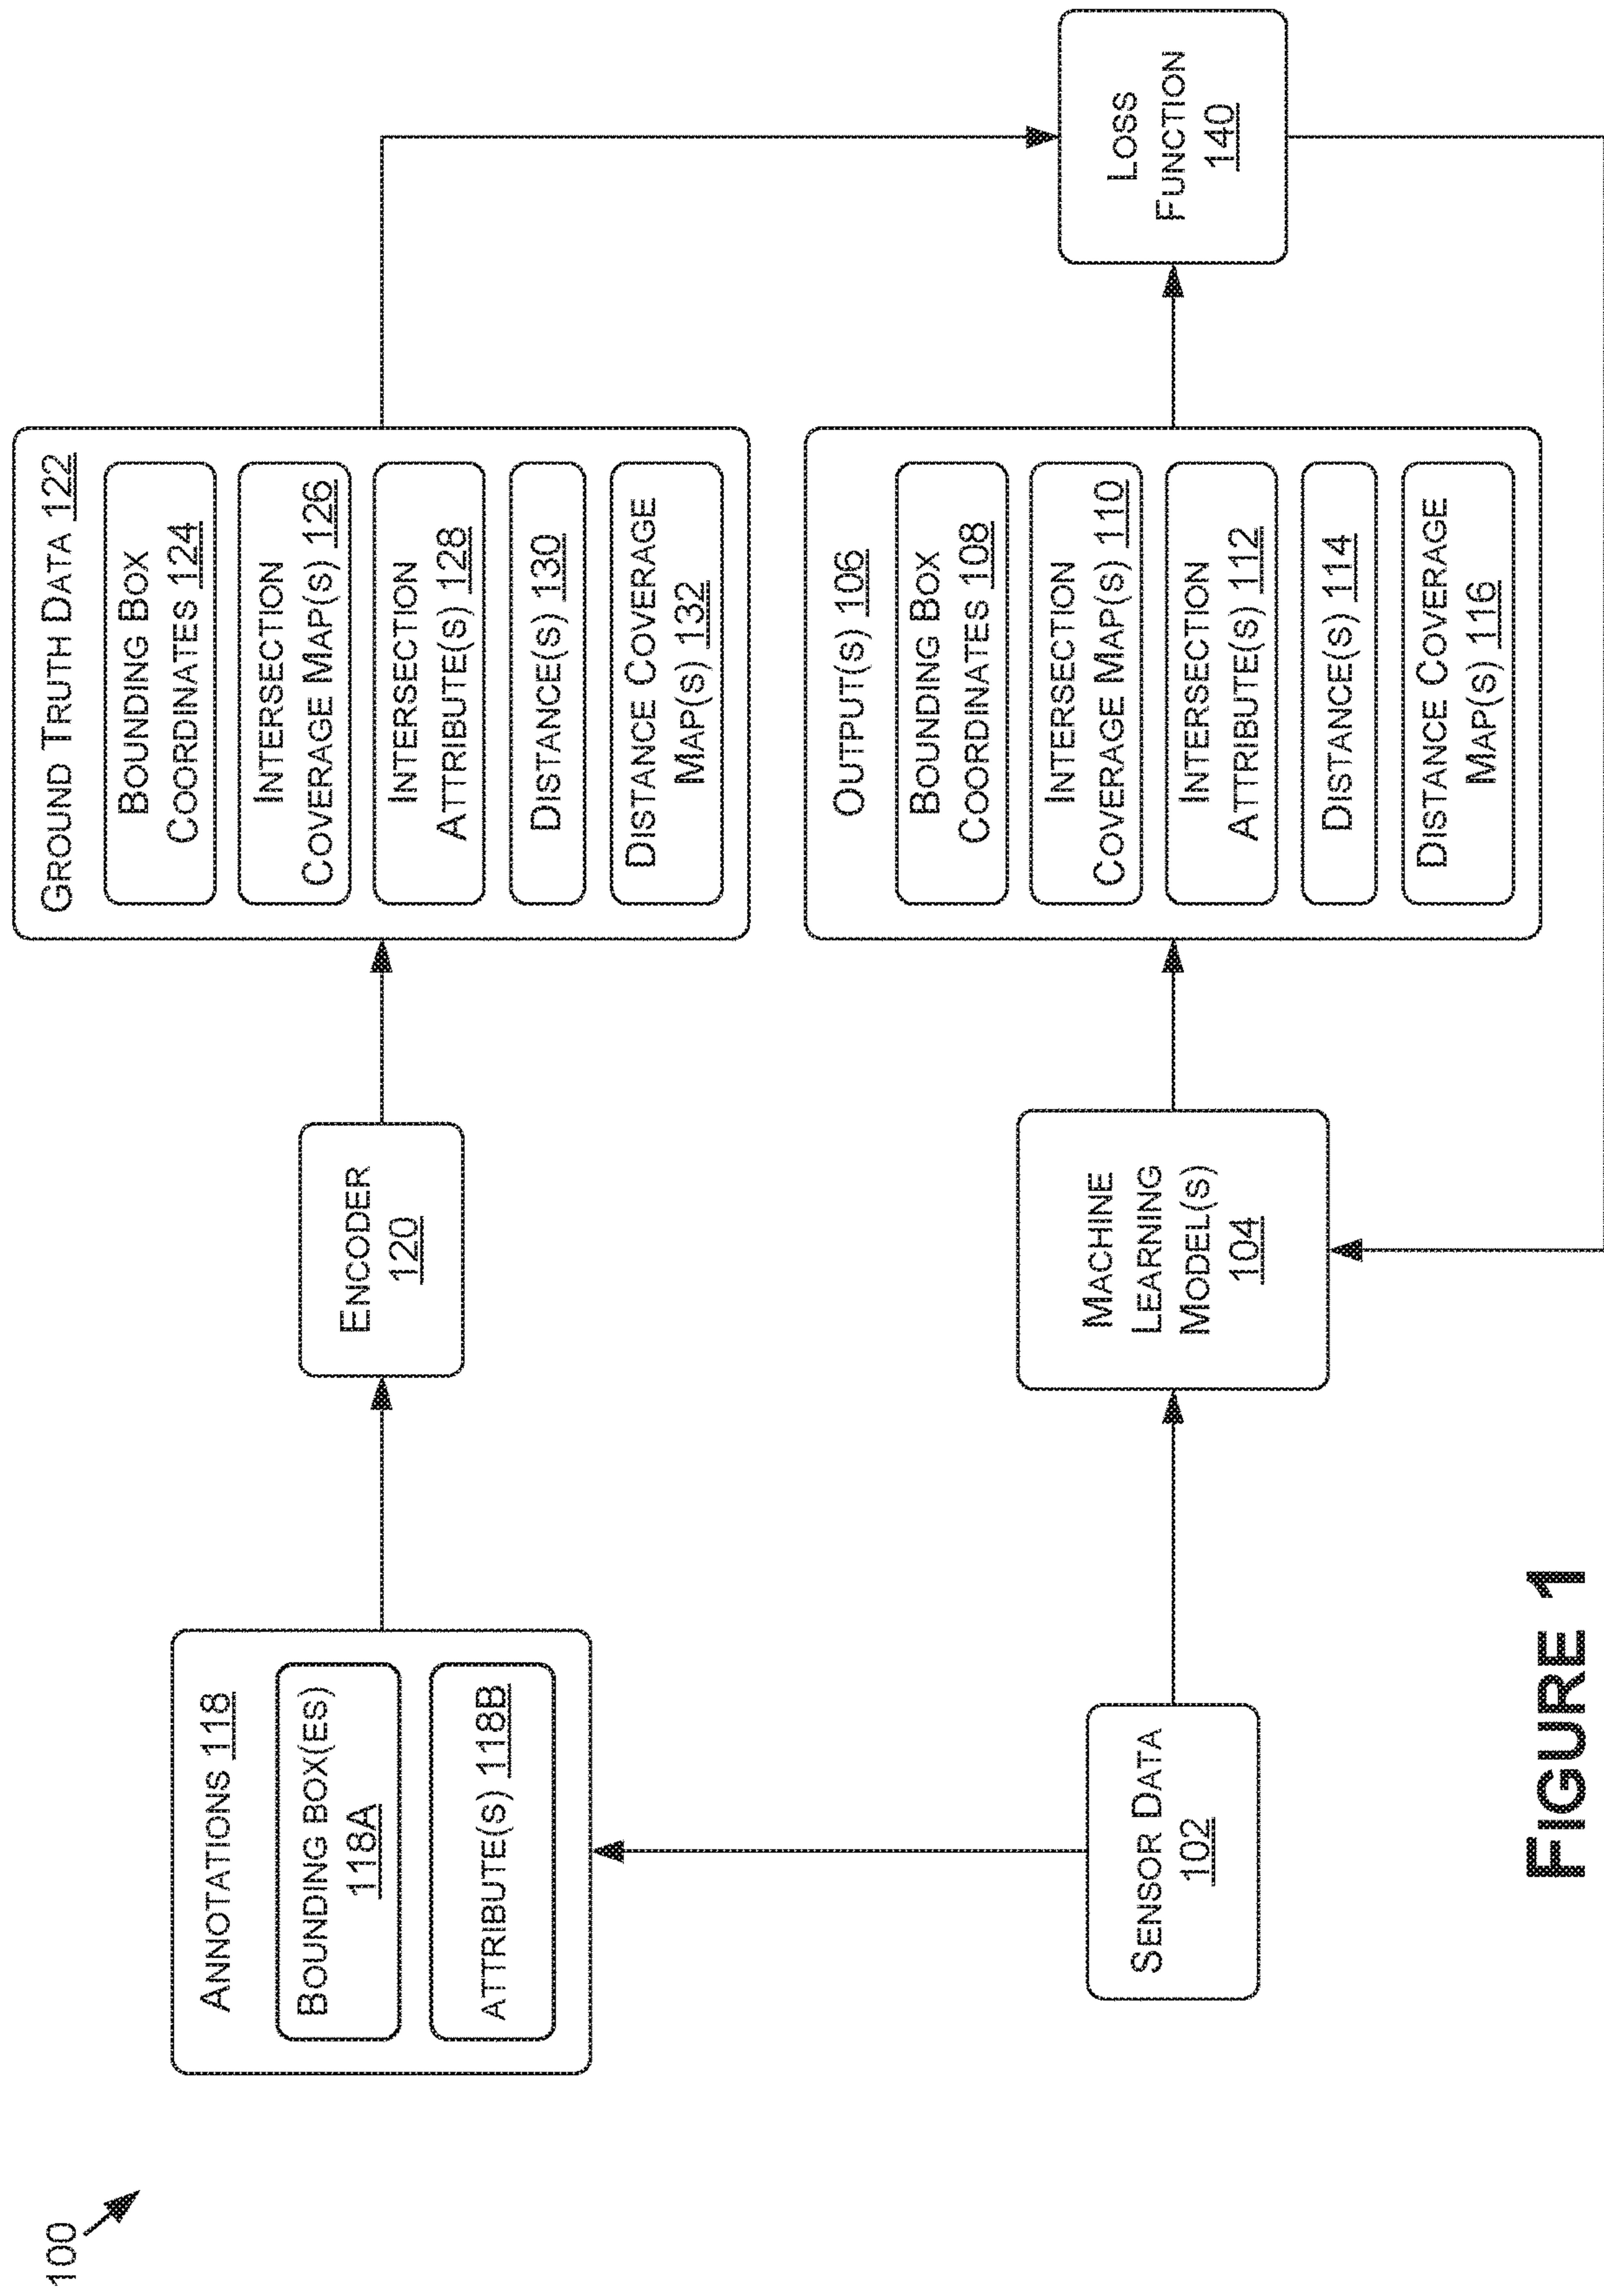 100
ANNOTATIONS 118
BOUNDING BOX(ES)
118A
ATTRIBUTE(S) 118B
ENCODER
120
GROUND TRUTH DATA 122
BOUNDING BOX
COORDINATES 124
INTERSECTION
COVERAGE MAP(S) 126
INTERSECTION
ATTRIBUTE(S) 128
DISTANCE(S) 130
DISTANCE COVERAGE
MAP(S) 132
SENSOR DATA
102
MACHINE
LEARNING
MODEL(S)
104
OUTPUT(S) 106
BOUNDING BOX
COORDINATES 108
INTERSECTION
COVERAGE MAP(S) 110
INTERSECTION
ATTRIBUTE(S) 112
DISTANCE(S) 114
DISTANCE COVERAGE
MAP(S) 116
LOSS
FUNCTION
140
FIGURE 1